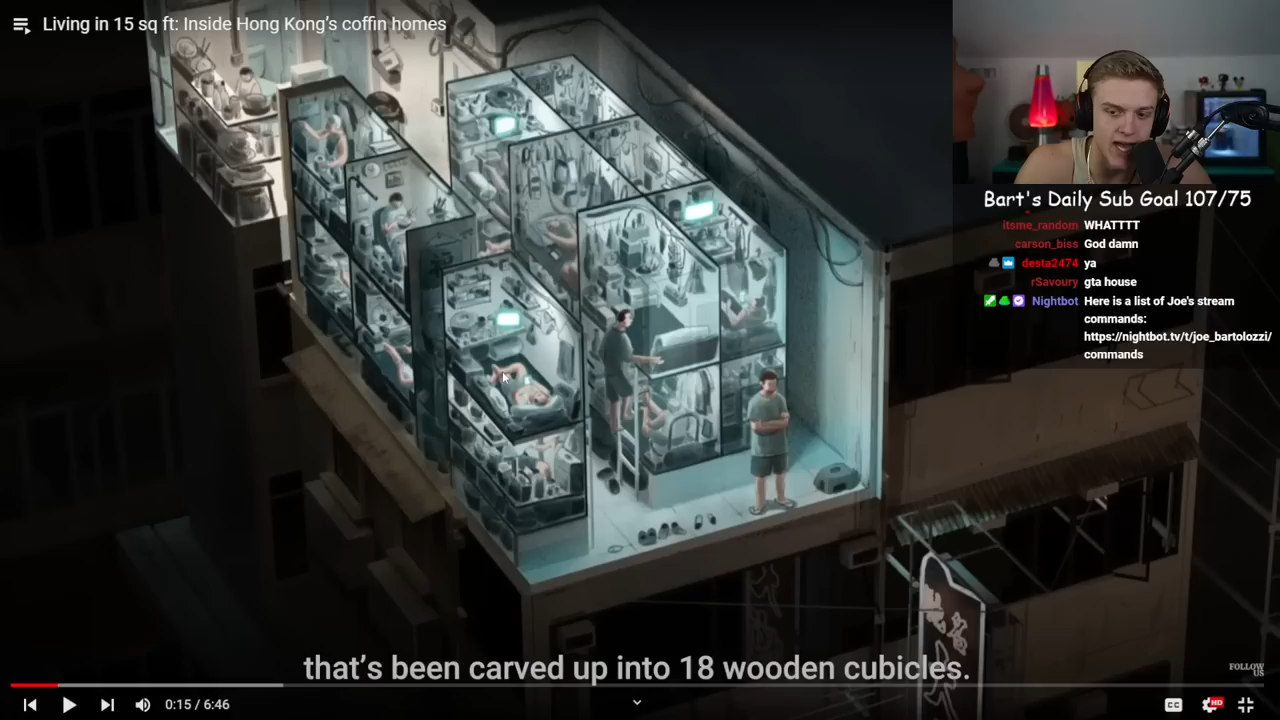 Living in 15 sq ft: Inside Hong Kong's coffin homes
Bart's Daily Sub Goal 107/75
itsme_random WHATTTT
carson_biss God damn
desta2474 ya
rSavoury gta house
Nightbot Here is a list of Joe's stream
commands:
https://nightbot.tv/t/joe_bartolozzi/
commands
that's been carved up into 18 wooden cubicles.
FOLLOW
US
0:15 / 6:46
CC
HD